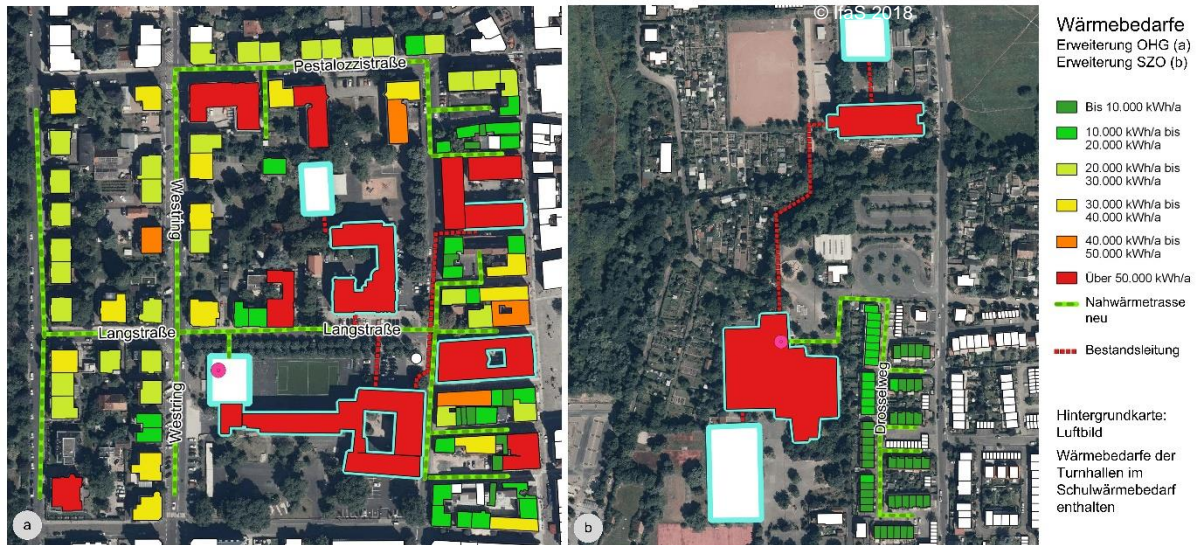 Pestalozzistraße
Westring
Langstraße
Langstraße
Westring
a
© IfaS 2018
Drosselweg
b
Wärmebedarfe
Erweiterung OHG (a)
Erweiterung SZO (b)
Bis 10.000 kWh/a
10.000 kWh/a bis
20.000 kWh/a
20.000 kWh/a bis
30.000 kWh/a
30.000 kWh/a bis
40.000 kWh/a
40.000 kWh/a bis
50.000 kWh/a
Über 50.000 kWh/a
Nahwärmetrasse
neu
Bestandsleitung
Hintergrundkarte:
Luftbild
Wärmebedarfe der
Turnhallen im
Schulwärmebedarf
enthalten